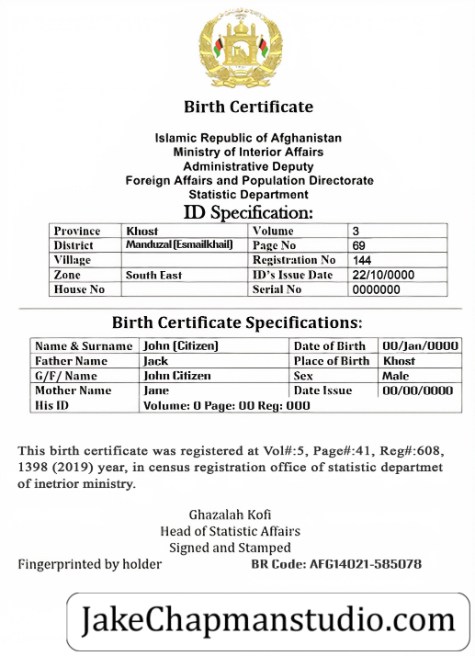 Birth Certificate
Islamic Republic of Afghanistan
Ministry of Interior Affairs
Administrative Deputy
Foreign Affairs and Population Directorate
Statistic Department
ID Specification:
Province Khost Volume 3
District Manduzal (Esmailkhail) Page No 69
Village Registration No 144
Zone South East ID's Issue Date 22/10/0000
House No Serial No 0000000
Birth Certificate Specifications:
Name & Surname John (Citizen) Date of Birth 00/Jan/0000
Father Name Jack Place of Birth Khost
G/F/ Name John Citizen Sex Male
Mother Name Jane Date Issue 00/00/0000
His ID Volume: 0 Page: 00 Reg: 000
This birth certificate was registered at Vol#:5, Page#:41, Reg#:608,
1398 (2019) year, in census registration office of statistic departmet
of inetrior ministry.
Ghazalah Kofi
Head of Statistic Affairs
Signed and Stamped
Fingerprinted by holder BR Code: AFG14021-585078
JakeChapmanstudio.com